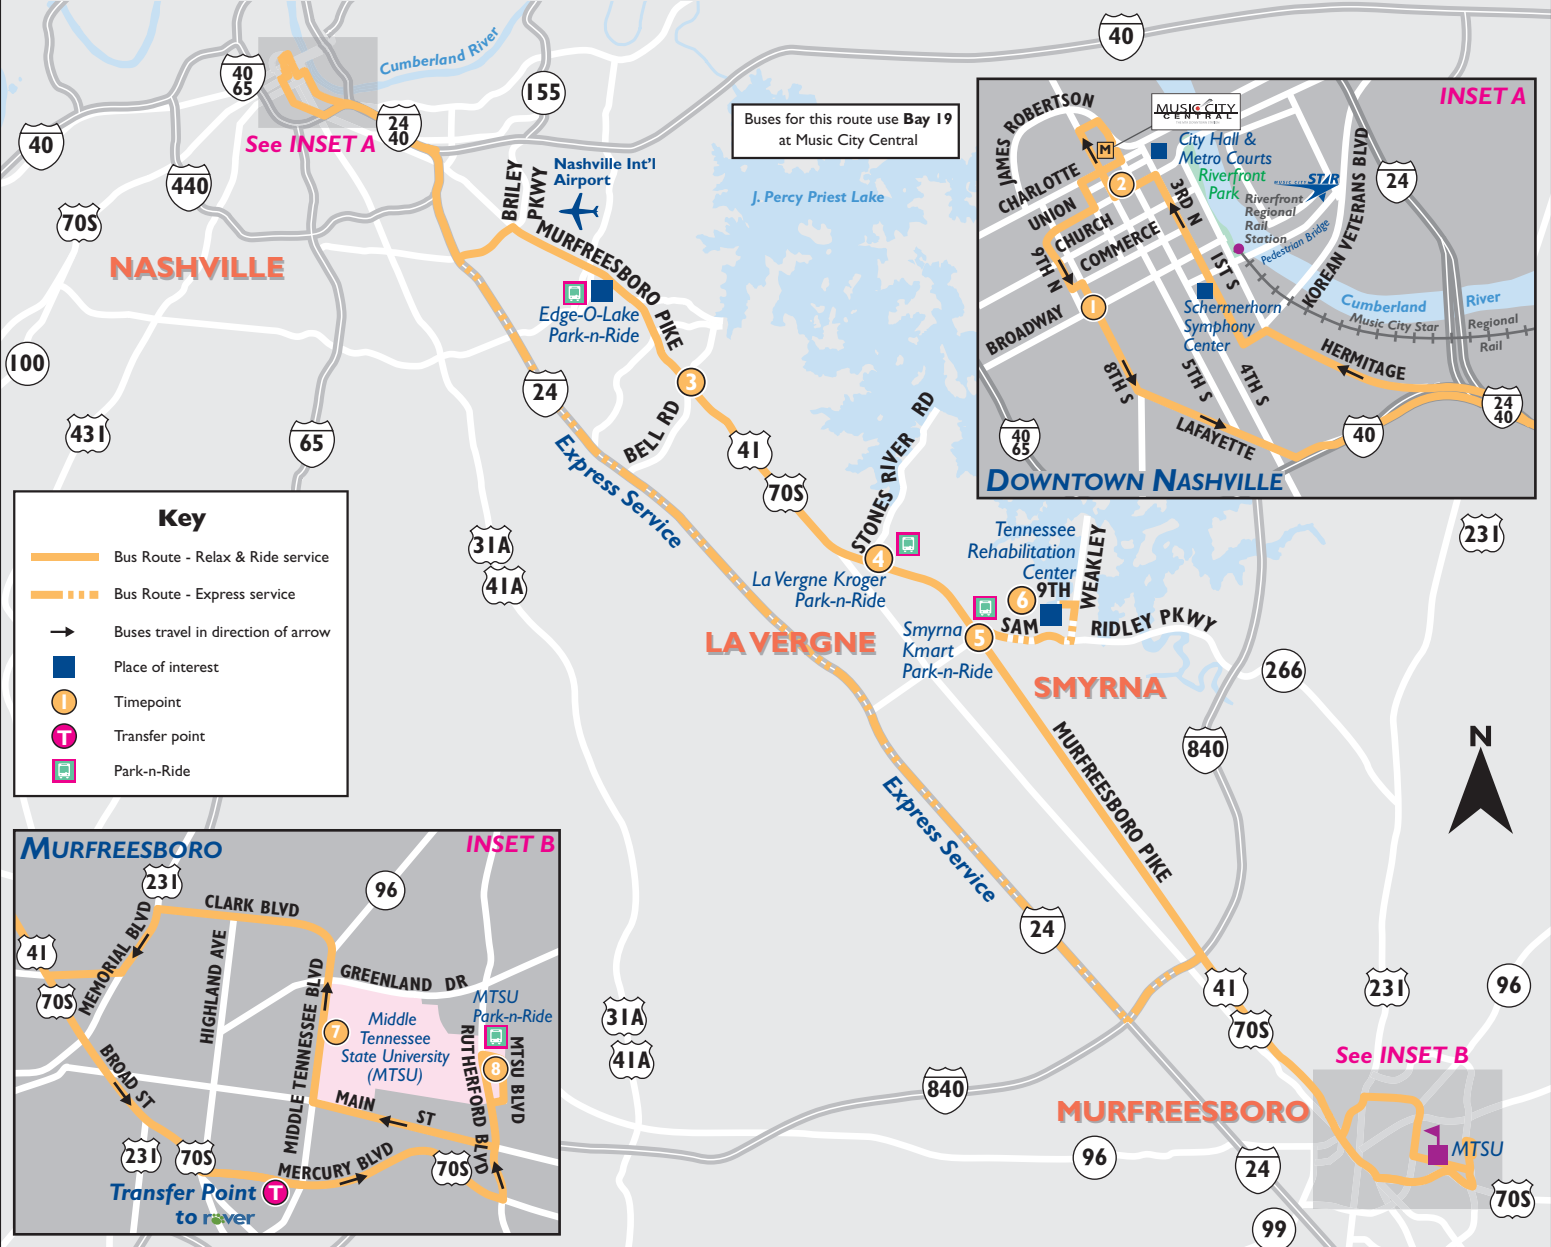 Cumberland River
40
65
155
40
24
40
See INSET A
40
440
70S
NASHVILLE
BRILEY
PKWY
Nashville Int'l
Airport
Buses for this route use Bay 19
at Music City Central
J. Percy Priest Lake
MURFREESBORO PIKE
Edge-O-Lake
Park-n-Ride
100
431
65
24
3
BELL RD
41
70S
STONES RIVER RD
Express Service
31A
41A
4
La Vergne Kroger
Park-n-Ride
LA VERGNE
Tennessee
Rehabilitation
Center
6
9TH
WEAKLEY
SAM
RIDLEY PKWY
5
Smyrna
Kmart
Park-n-Ride
SMYRNA
231
266
840
N
MURFREESBORO PIKE
Express Service
24
41
70S
231
96
31A
41A
840
See INSET B
MURFREESBORO
MTSU
96
24
70S
99
INSET A
MUSIC CITY
CENTRAL
JAMES ROBERTSON
M
City Hall &
Metro Courts
Riverfront
Park
CHARLOTTE
2
UNION
3RD N
MUSIC CITY STAR
Riverfront
Regional
Rail
Station
Pedestrian Bridge
KOREAN VETERANS BLVD
24
CHURCH
COMMERCE
9TH N
1ST S
1
BROADWAY
Schermerhorn
Symphony
Center
Cumberland River
Music City Star Regional
Rail
HERMITAGE
8TH S
5TH S
4TH S
LAFAYETTE
24
40
40
40
65
DOWNTOWN NASHVILLE
Key
Bus Route - Relax & Ride service
Bus Route - Express service
Buses travel in direction of arrow
Place of interest
1
Timepoint
T
Transfer point
Park-n-Ride
MURFREESBORO
INSET B
231
96
CLARK BLVD
MEMORIAL BLVD
41
70S
HIGHLAND AVE
GREENLAND DR
MTSU
Park-n-Ride
MIDDLE TENNESSEE BLVD
7
Middle
Tennessee
State University
(MTSU)
RUTHERFORD BLVD
8
MTSU BLVD
BROAD ST
MAIN ST
231
70S
MERCURY BLVD
70S
Transfer Point
T
to rover